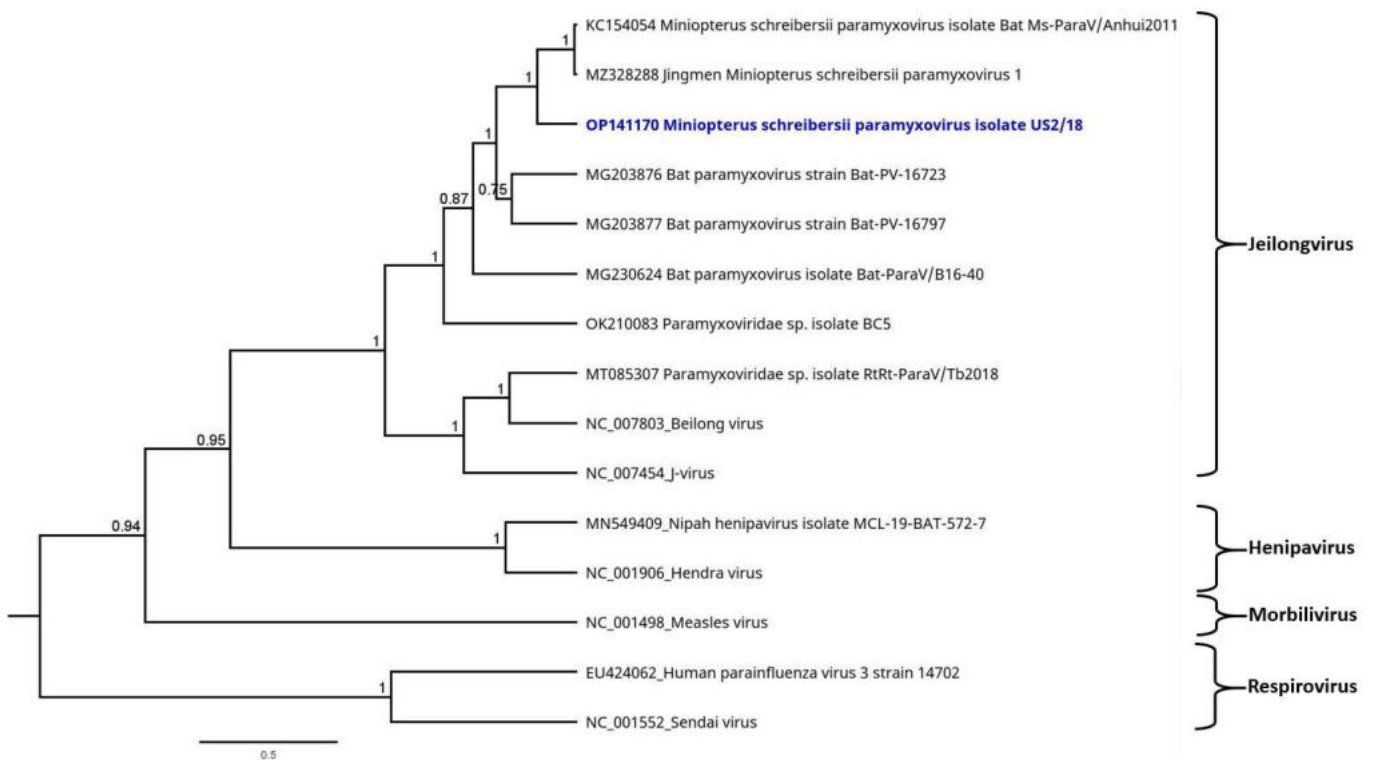 1
KC154054 Miniopterus schreibersii paramyxovirus isolate Bat Ms-ParaV/Anhui2011
1
MZ328288 Jingmen Miniopterus schreibersii paramyxovirus 1
OP141170 Miniopterus schreibersii paramyxovirus isolate US2/18
1
MG203876 Bat paramyxovirus strain Bat-PV-16723
0.75
0.87
MG203877 Bat paramyxovirus strain Bat-PV-16797
Jeilongvirus
1
MG230624 Bat paramyxovirus isolate Bat-ParaV/B16-40
OK210083 Paramyxoviridae sp. isolate BC5
1
MT085307 Paramyxoviridae sp. isolate RtRt-ParaV/Tb2018
1
NC_007803_Beilong virus
1
0.95
NC_007454_J-virus
0.94
MN549409_Nipah henipavirus isolate MCL-19-BAT-572-7
1
Henipavirus
NC_001906_Hendra virus
Morbilivirus
NC_001498_Measles virus
EU424062_Human parainfluenza virus 3 strain 14702
1
Respirovirus
NC_001552_Sendai virus
0.5